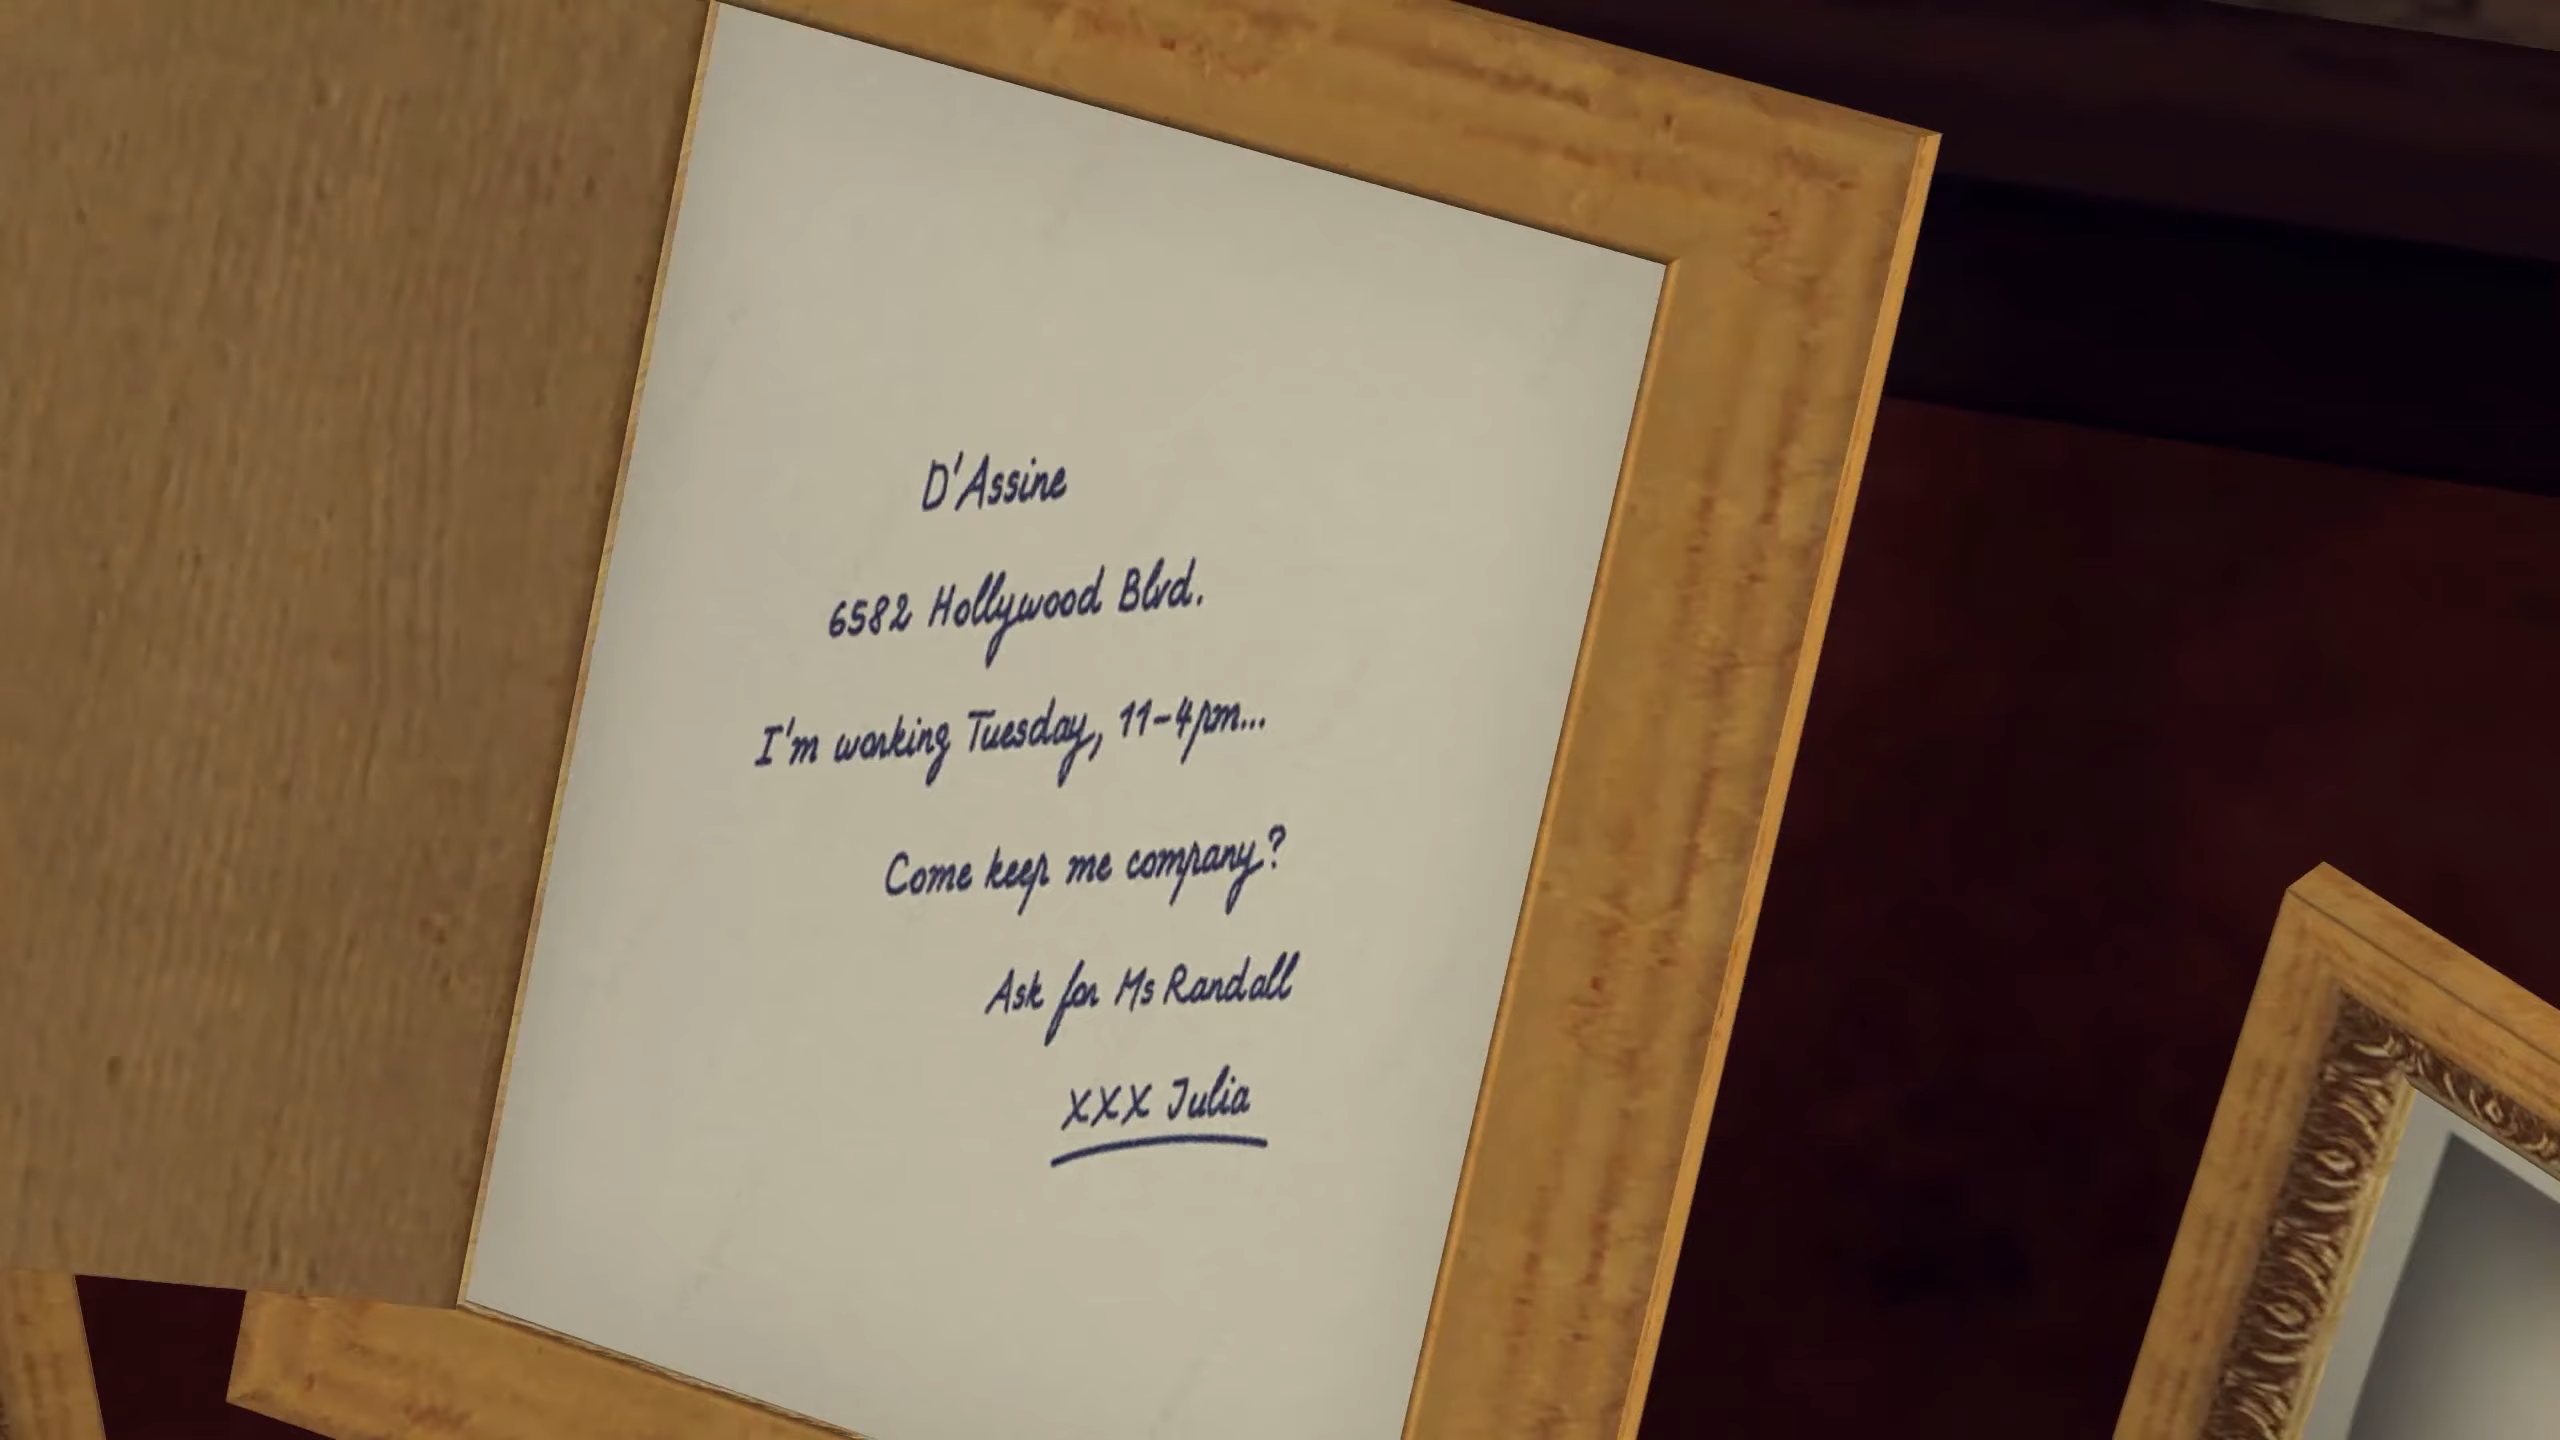 D'Assine
6582 Hollywood Blvd.
I'm working Tuesday, 11-4pm...
Come keep me company?
Ask for Ms Randall
XXX Julia